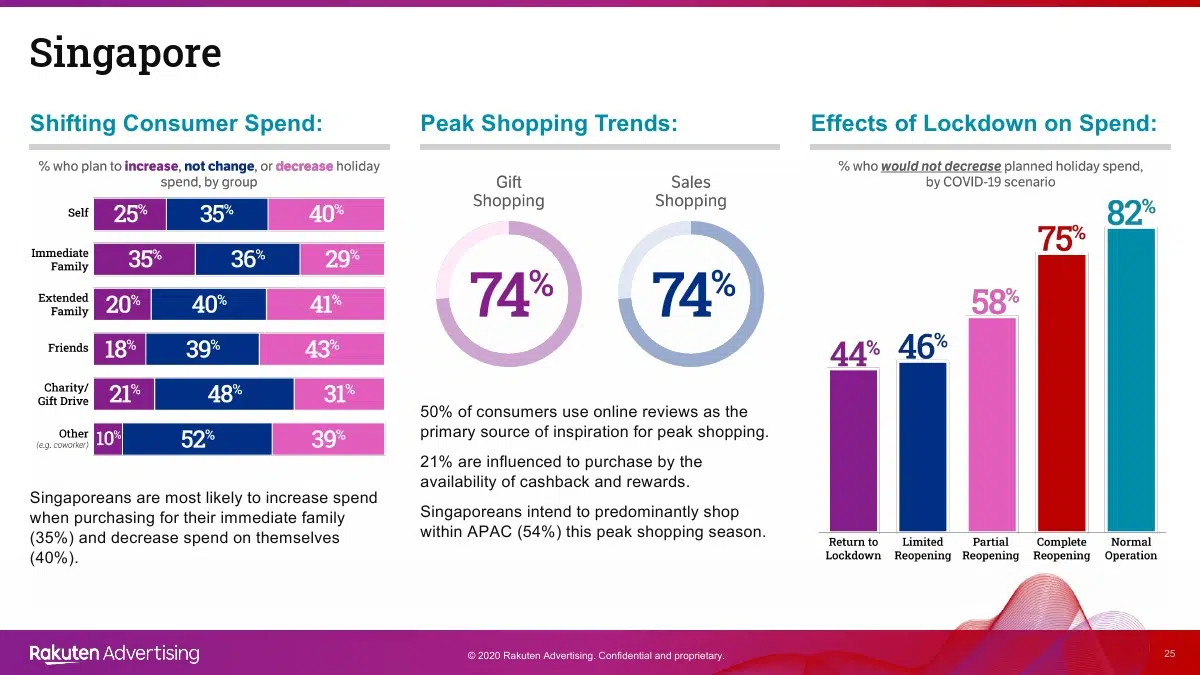 Singapore
Shifting Consumer Spend:
% who plan to increase, not change, or decrease holiday
spend, by group
Self 25% 35% 40%
Immediate
Family
35% 36% 29%
Extended
Family
20% 40% 41%
Friends 18% 39% 43%
Charity/
Gift Drive
21% 48% 31%
Other
(e.g. coworker)
10% 52% 39%
Singaporeans are most likely to increase spend
when purchasing for their immediate family
(35%) and decrease spend on themselves
(40%).
Peak Shopping Trends:
Gift
Shopping
74%
Sales
Shopping
74%
50% of consumers use online reviews as the
primary source of inspiration for peak shopping.
21% are influenced to purchase by the
availability of cashback and rewards.
Singaporeans intend to predominantly shop
within APAC (54%) this peak shopping season.
Effects of Lockdown on Spend:
% who would not decrease planned holiday spend,
by COVID-19 scenario
44%
46%
58%
75%
82%
Return to
Lockdown
Limited
Reopening
Partial
Reopening
Complete
Reopening
Normal
Operation
Rakuten Advertising
© 2020 Rakuten Advertising. Confidential and proprietary.
25